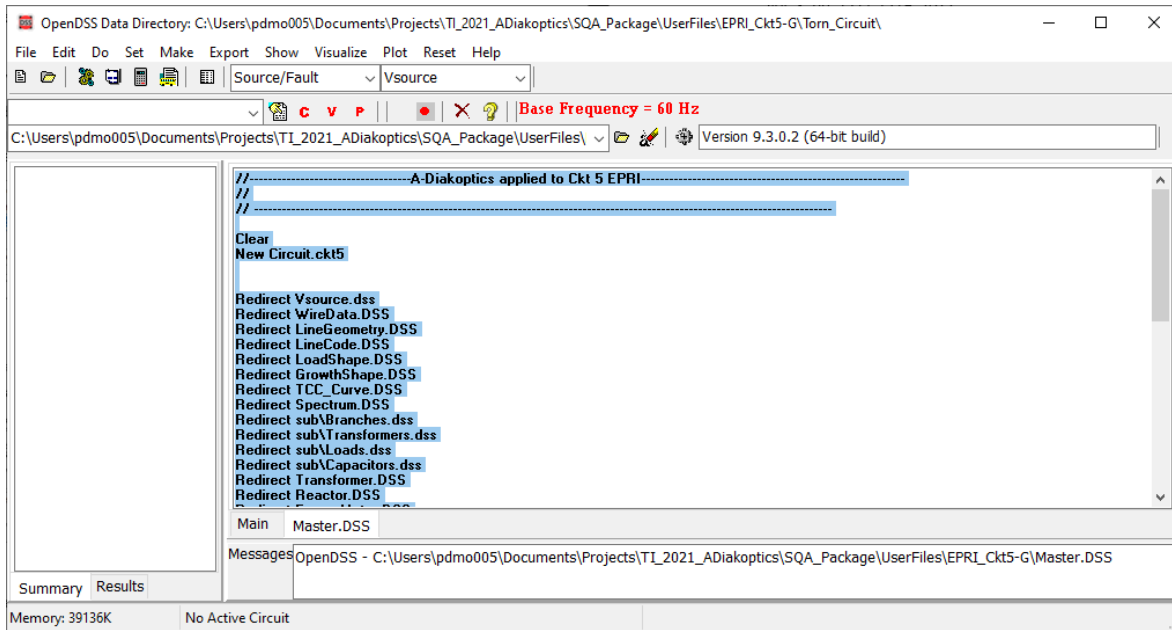 OpenDSS Data Directory: C:\Users\pdmo005\Documents\Projects\TI_2021_ADiakoptics\SQA_Package\UserFiles\EPRI_Ckt5-G\Torn_Circuit\
File Edit Do Set Make Export Show Visualize Plot Reset Help
Source/Fault Vsource
C V P Base Frequency = 60 Hz
C:\Users\pdmo005\Documents\Projects\TI_2021_ADiakoptics\SQA_Package\UserFiles\ Version 9.3.0.2 (64-bit build)
//-----------------------------------A-Diakoptics applied to Ckt 5 EPRI---------------------------------------------------------
//
// ----------------------------------------------------------------------------------------------------------------------------
Clear
New Circuit.ckt5
Redirect Vsource.dss
Redirect WireData.DSS
Redirect LineGeometry.DSS
Redirect LineCode.DSS
Redirect LoadShape.DSS
Redirect GrowthShape.DSS
Redirect TCC_Curve.DSS
Redirect Spectrum.DSS
Redirect sub\Branches.dss
Redirect sub\Transformers.dss
Redirect sub\Loads.dss
Redirect sub\Capacitors.dss
Redirect Transformer.DSS
Redirect Reactor.DSS
Main Master.DSS
Messages OpenDSS - C:\Users\pdmo005\Documents\Projects\TI_2021_ADiakoptics\SQA_Package\UserFiles\EPRI_Ckt5-G\Master.DSS
Summary Results
Memory: 39136K No Active Circuit